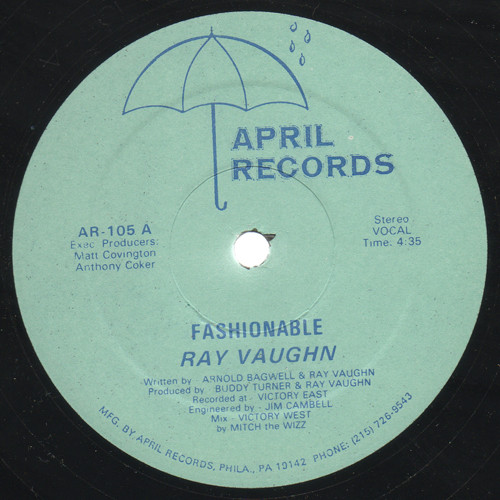 APRIL
RECORDS
AR-105 A
Exec Producers:
Matt Covington
Anthony Coker
Stereo
VOCAL
Time. 4:35
FASHIONABLE
RAY VAUGHN
Written by - ARNOLD BAGWELL & RAY VAUGHN
Produced by - BUDDY TURNER & RAY VAUGHN
Recorded at - VICTORY EAST
Engineered by - JIM CAMBELL
Mix - VICTORY WEST
by MITCH the WIZZ
MFG. BY APRIL RECORDS, PHILA., PA 19142 PHONE: (215) 726-9543